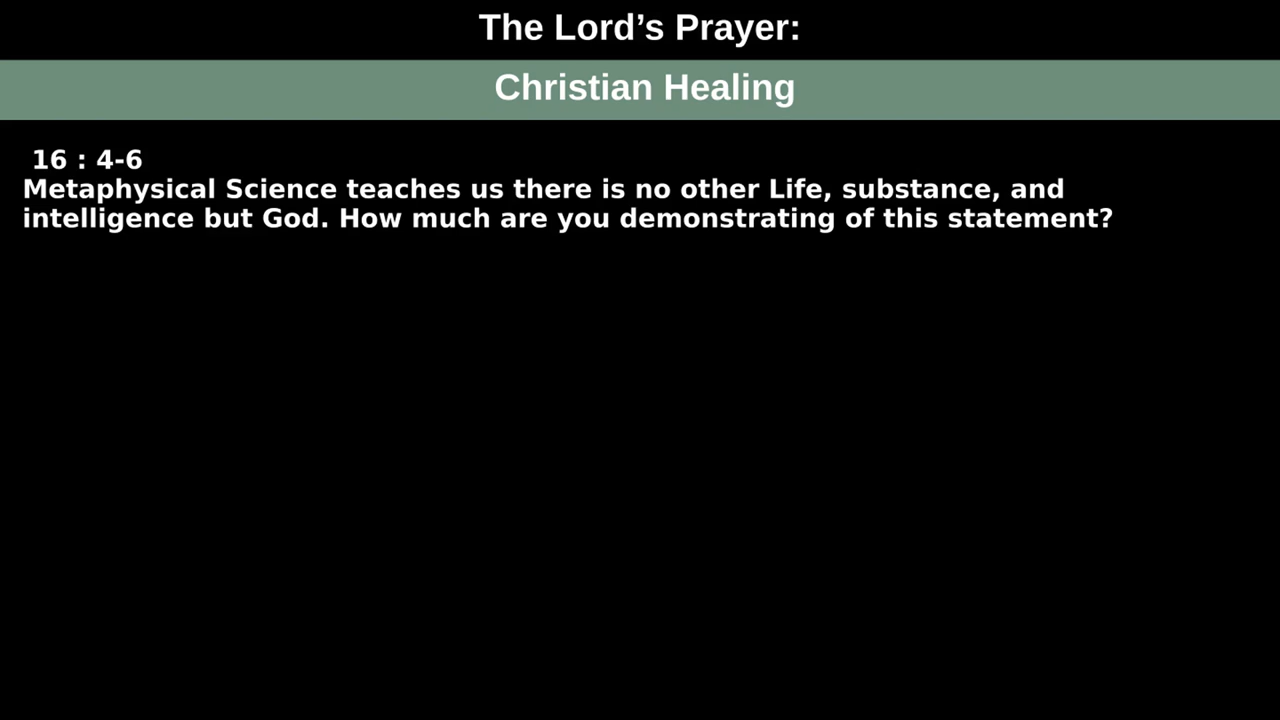 The Lord’s Prayer:
Christian Healing
16 : 4-6
Metaphysical Science teaches us there is no other Life, substance, and
intelligence but God. How much are you demonstrating of this statement?